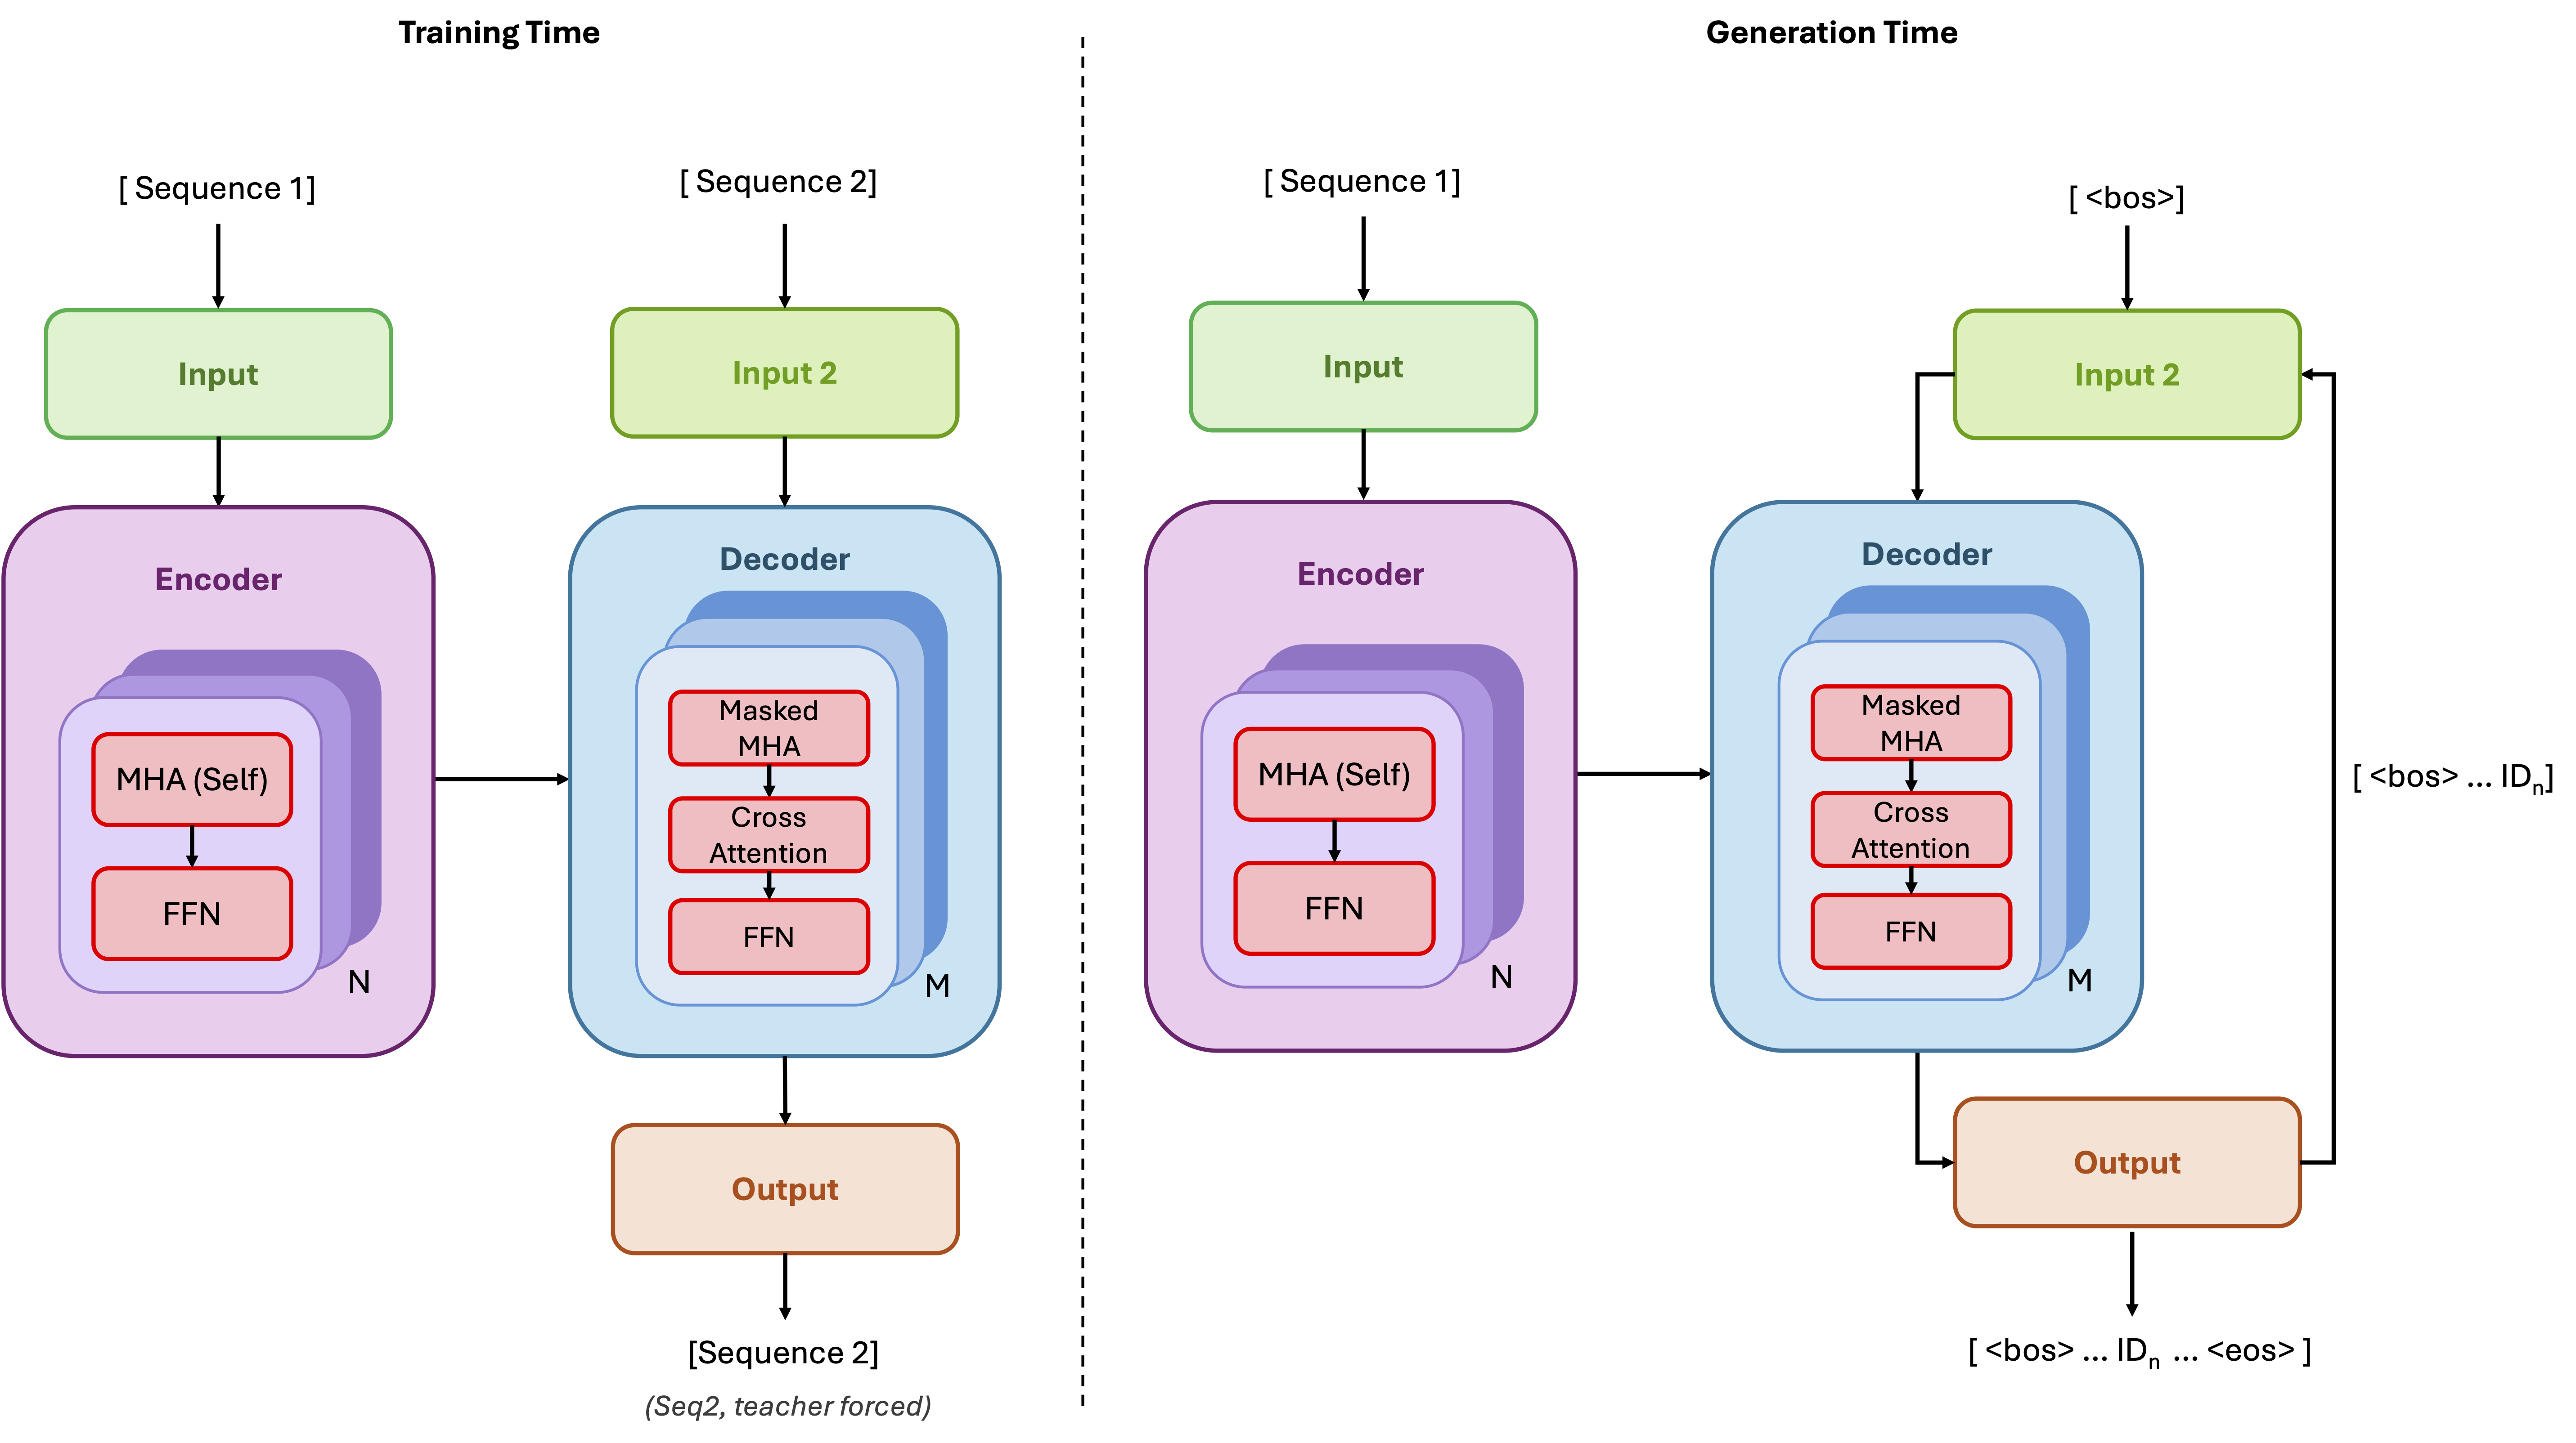 Training Time
[ Sequence 1]
[ Sequence 2]
Input
Input 2
Encoder
MHA (Self)
FFN
N
Decoder
Masked
MHA
Cross
Attention
FFN
M
Output
[Sequence 2]
(Seq2, teacher forced)
Generation Time
[ Sequence 1]
[ <bos>]
Input
Input 2
Encoder
MHA (Self)
FFN
N
Decoder
Masked
MHA
Cross
Attention
FFN
M
[ <bos> ... IDn]
Output
[ <bos> ... IDn ... <eos> ]